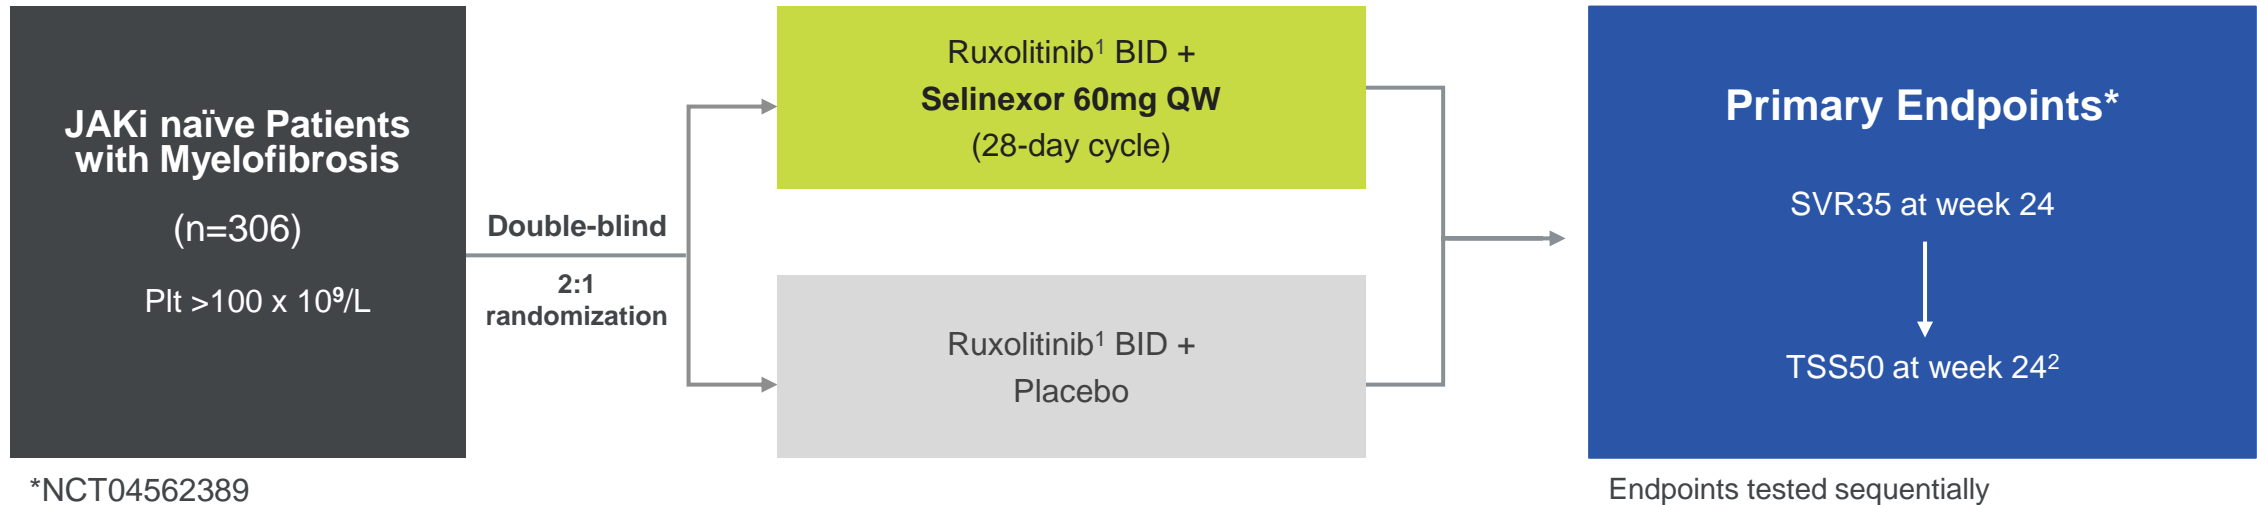 JAKi naïve Patients
with Myelofibrosis
(n=306)
Plt >100 x 10⁹/L
*NCT04562389
Double-blind
2:1
randomization
Ruxolitinib¹ BID +
Selinexor 60mg QW
(28-day cycle)
Ruxolitinib¹ BID +
Placebo
Primary Endpoints*
SVR35 at week 24
TSS50 at week 24²
Endpoints tested sequentially